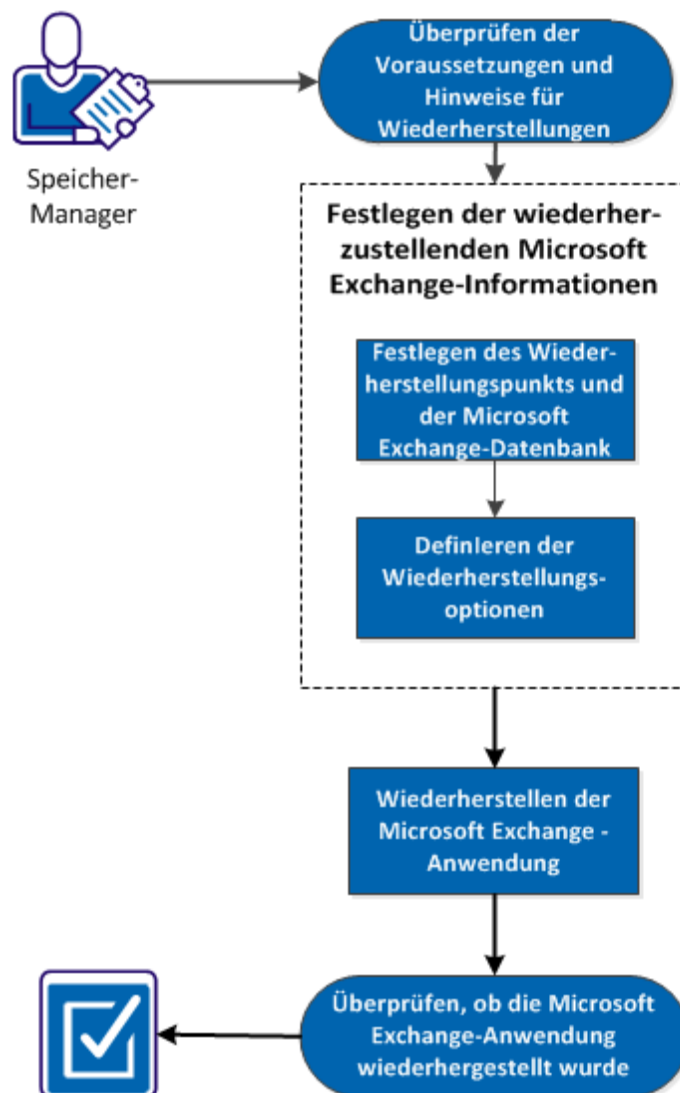 Überprüfen der
Voraussetzungen und
Hinweise für
Wiederherstellungen
Speicher-
Manager
Festlegen der wiederher-
zustellenden Microsoft
Exchange-Informationen
Festlegen des Wieder-
herstellungspunkts und
der Microsoft
Exchange-Datenbank
Definieren der
Wiederherstellungs-
optionen
Wiederherstellen der
Microsoft Exchange -
Anwendung
Überprüfen, ob die Microsoft
Exchange-Anwendung
wiederhergestellt wurde